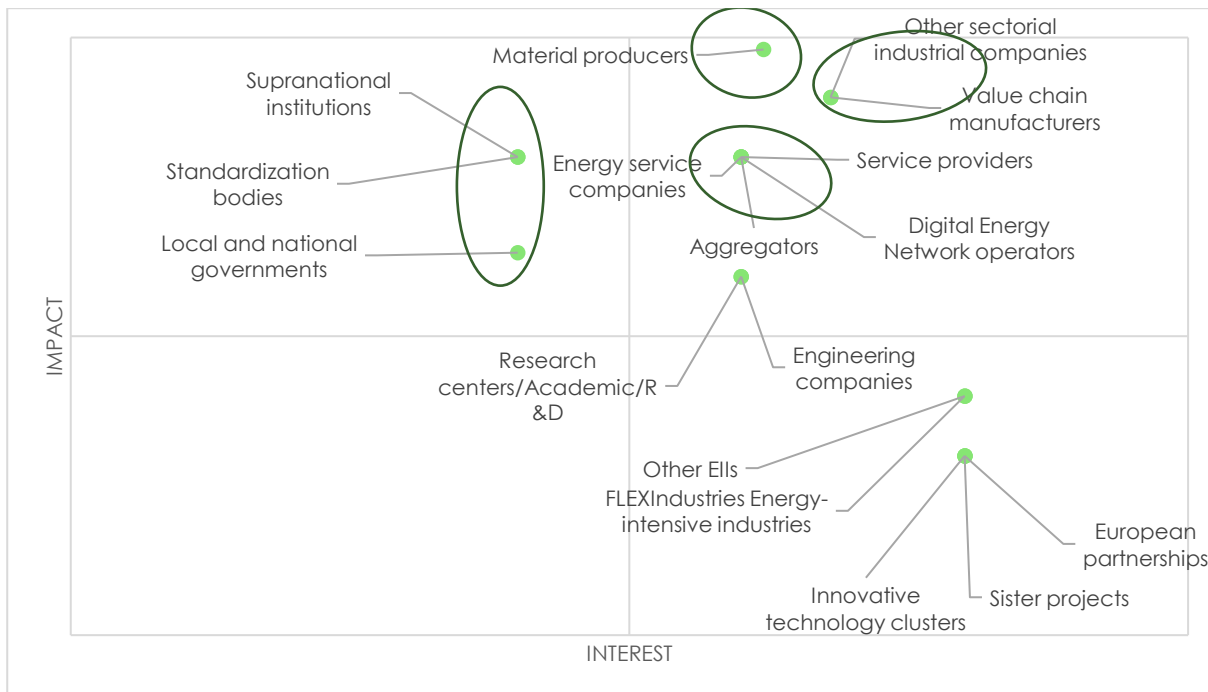 Other sectorial
industrial companies
Material producers
Supranational
institutions
Value chain
manufacturers
Standardization
bodies
Energy service
companies
Service providers
Local and national
governments
Aggregators
Digital Energy
Network operators
IMPACT
Research
centers/Academic/R
&D
Engineering
companies
Other EIIs
FLEXIndustries Energy-
intensive industries
European
partnerships
Innovative
technology clusters
Sister projects
INTEREST